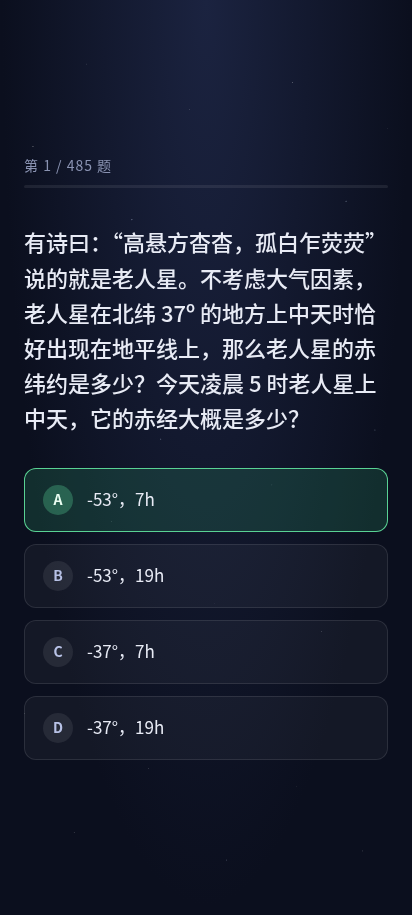 第 1 / 485 题
有诗曰：“高悬方杳杳，孤白乍荧荧”
说的就是老人星。不考虑大气因素，
老人星在北纬 37º 的地方上中天时恰
好出现在地平线上，那么老人星的赤
纬约是多少？今天凌晨 5 时老人星上
中天，它的赤经大概是多少？
A -53°，7h
B -53°，19h
C -37°，7h
D -37°，19h